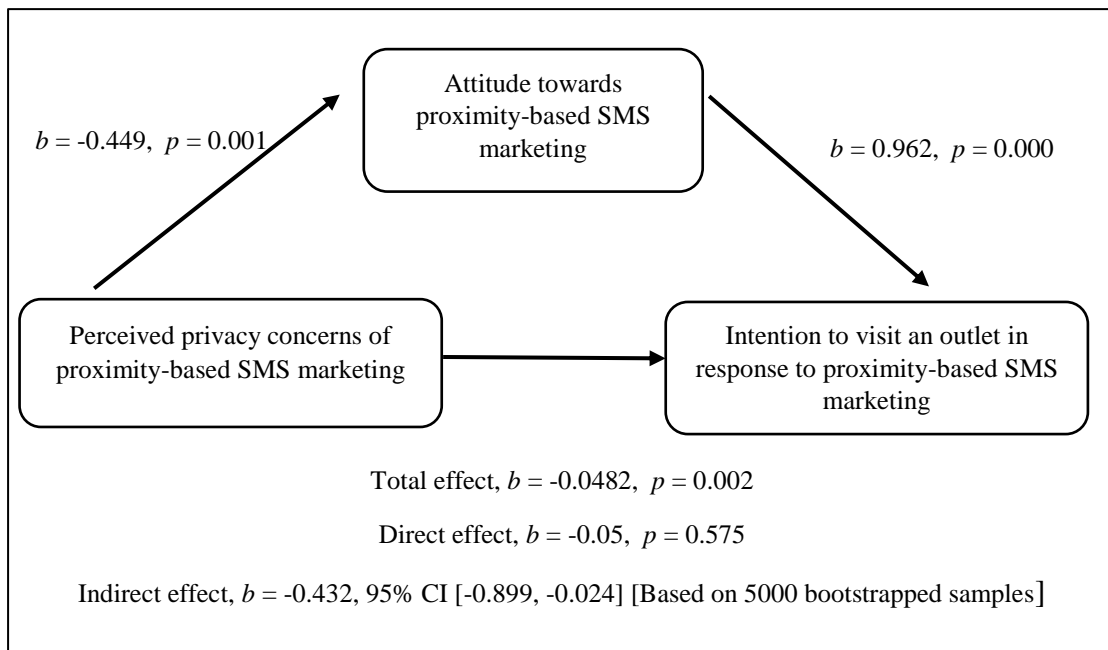 Attitude towards
proximity-based SMS
marketing
b = -0.449, p = 0.001
b = 0.962, p = 0.000
Perceived privacy concerns of
proximity-based SMS marketing
Intention to visit an outlet in
response to proximity-based SMS
marketing
Total effect, b = -0.0482, p = 0.002
Direct effect, b = -0.05, p = 0.575
Indirect effect, b = -0.432, 95% CI [-0.899, -0.024] [Based on 5000 bootstrapped samples]